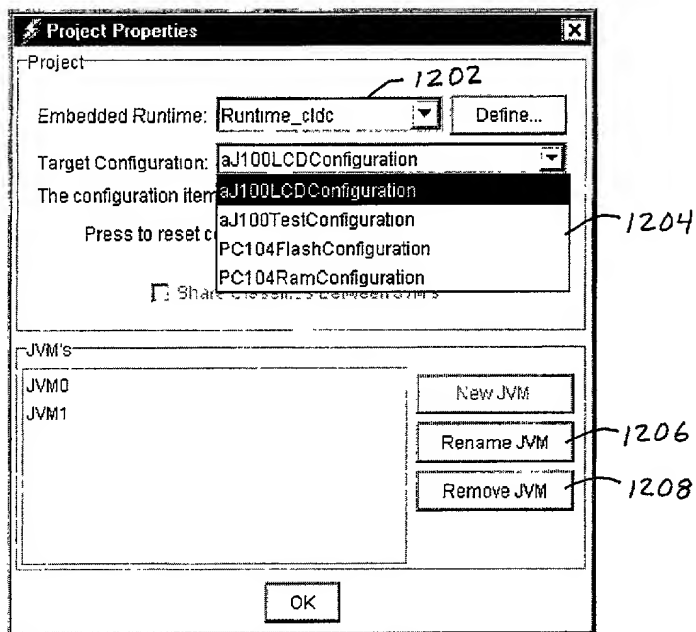 Project Properties
Project
1202
Embedded Runtime: Runtime_cldc Define...
Target Configuration: aJ100LCDConfiguration
The configuration item
aJ100LCDConfiguration
aJ100TestConfiguration
1204
Press to reset
PC104FlashConfiguration
PC104RamConfiguration
Share
JVM's
JVM0
JVM1
New JVM
Rename JVM 1206
Remove JVM 1208
OK